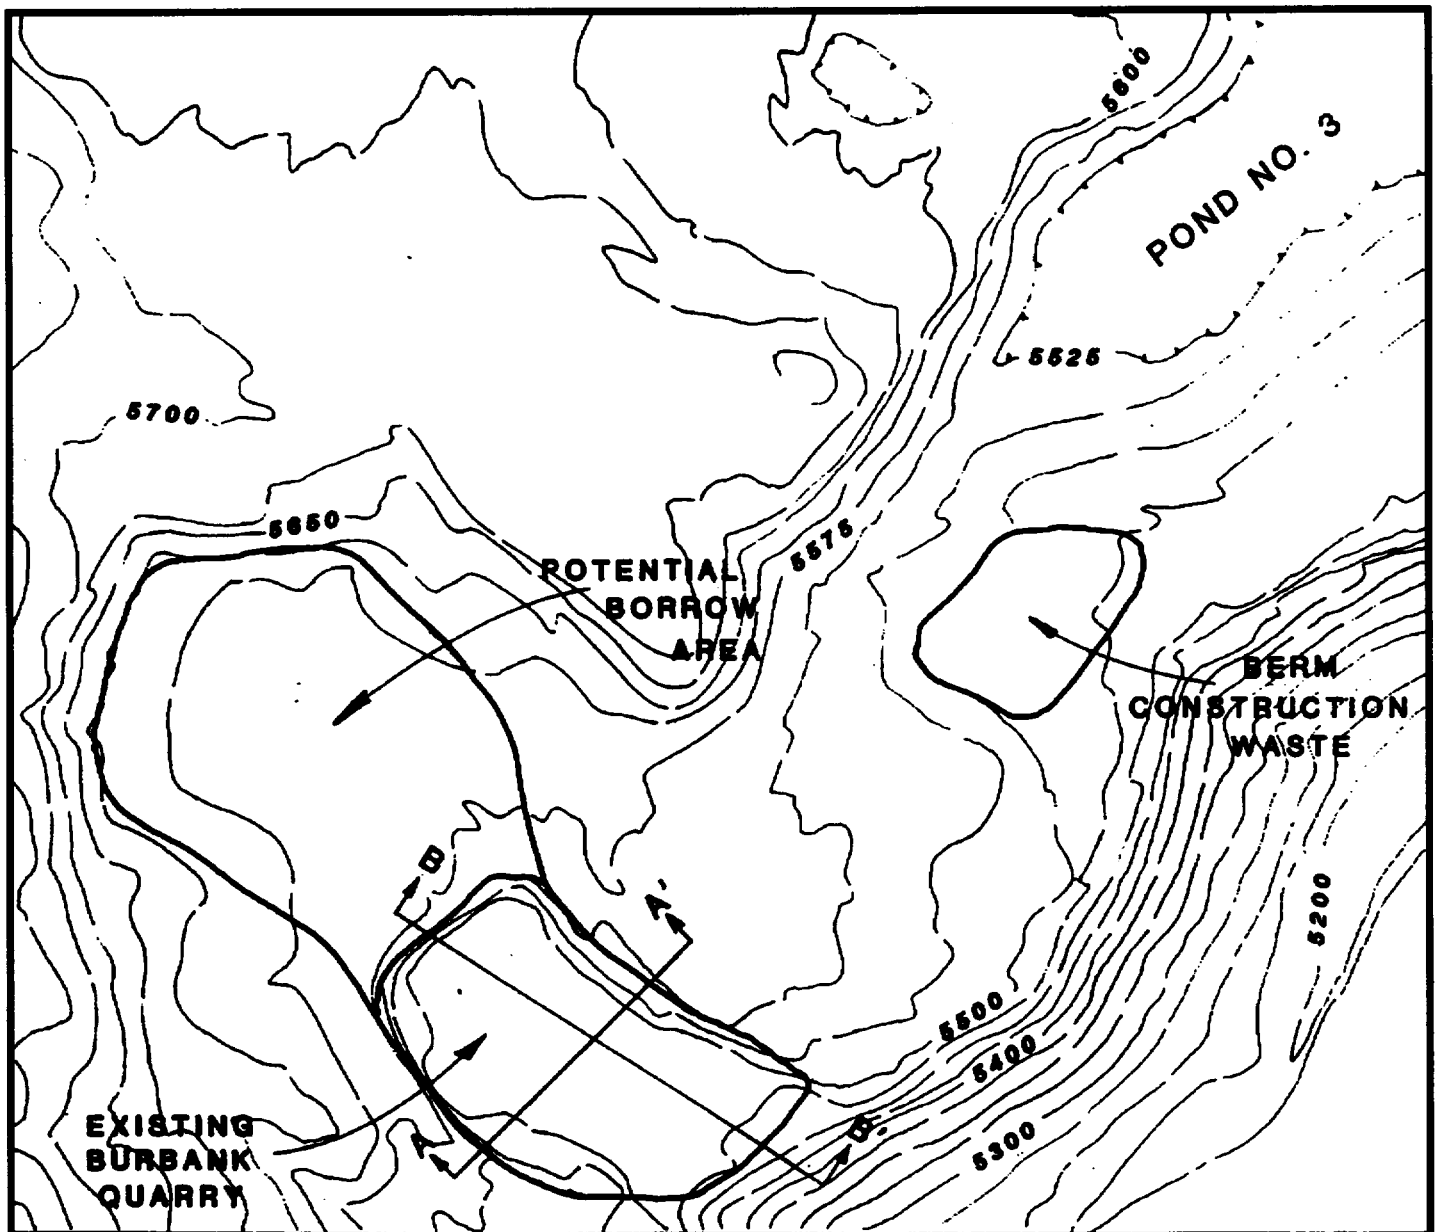 5600
POND NO. 3
5525
5700
5650
5575
POTENTIAL
BORROW
AREA
BERM
CONSTRUCTION
WASTE
B
A'
5200
5500
5400
5300
EXISTING
BURBANK
QUARRY
A
B'